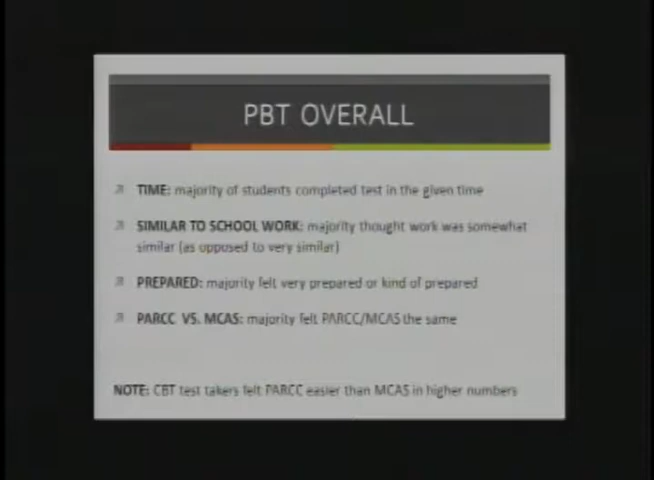 PBT OVERALL
TIME: majority of students completed test in the given time
SIMILAR TO SCHOOL WORK: majority thought work was somewhat
similar (as opposed to very similar)
PREPARED: majority felt very prepared or kind of prepared
PARCC VS. MCAS: majority felt PARCC/MCAS the same
NOTE: CBT test takers felt PARCC easier than MCAS in higher numbers